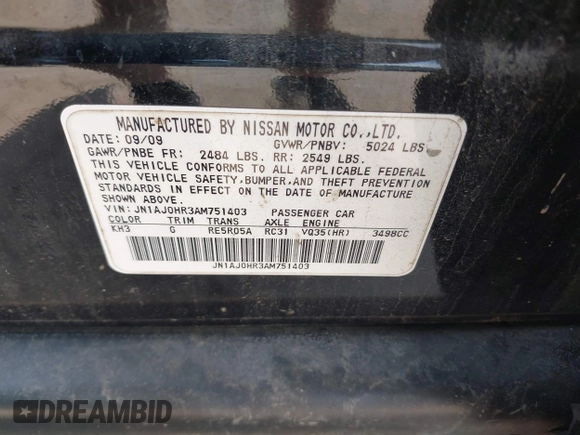 MANUFACTURED BY NISSAN MOTOR CO.,LTD.
DATE: 09/09 GVWR/PNBV: 5024 LBS
GAWR/PNBE FR: 2484 LBS. RR: 2549 LBS.
THIS VEHICLE CONFORMS TO ALL APPLICABLE FEDERAL
MOTOR VEHICLE SAFETY, BUMPER, AND THEFT PREVENTION
STANDARDS IN EFFECT ON THE DATE OF MANUFACTURE
SHOWN ABOVE.
VIN: JN1AJ0HR3AM751403 PASSENGER CAR
COLOR TRIM TRANS AXLE ENGINE
KH3 G RE5R05A RC31 VQ35(HR) 3498CC
JN1AJ0HR3AM751403
DREAMBID